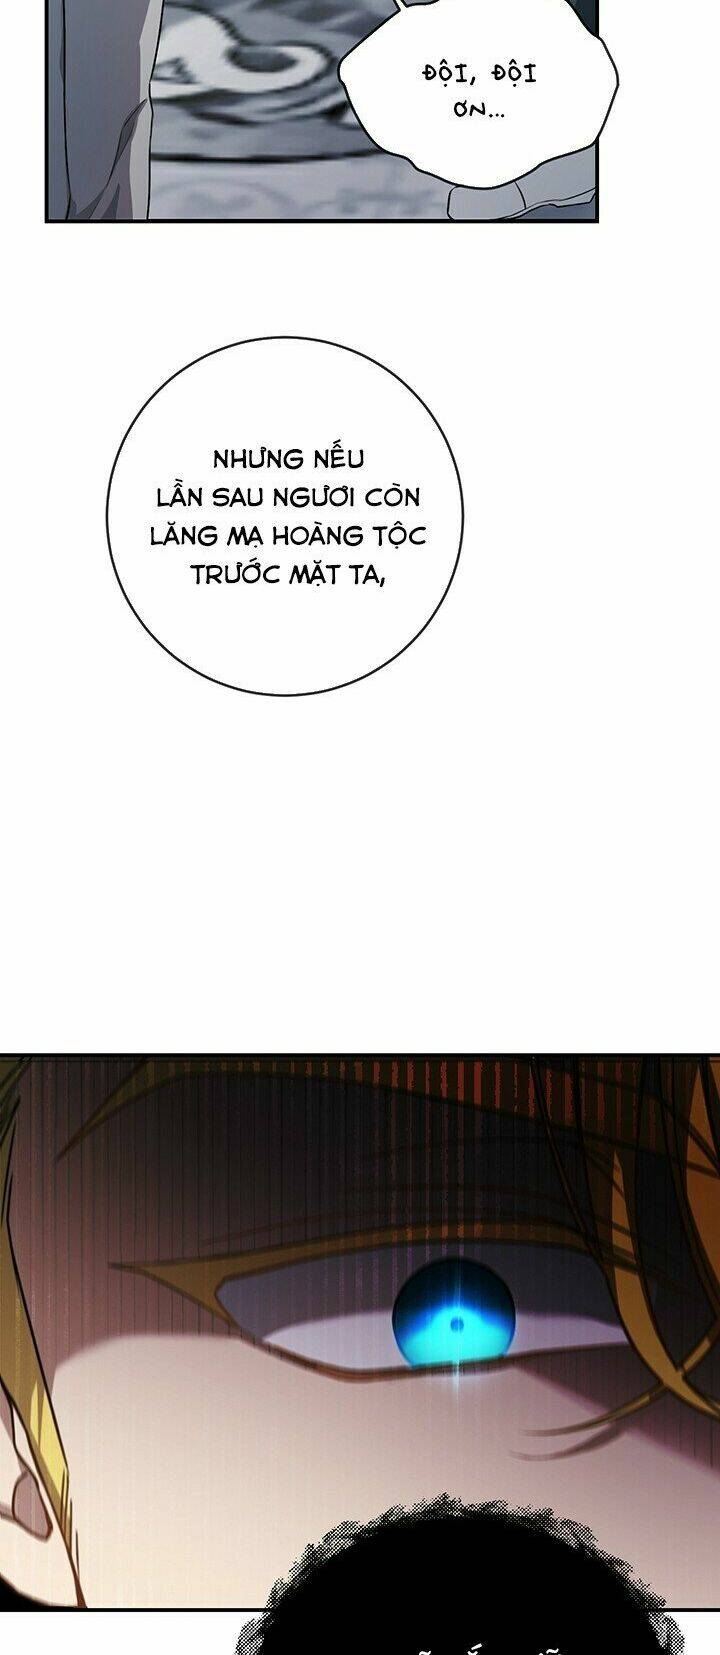 ĐỘI, ĐỘI
ƠN...
NHƯNG NẾU
LẦN SAU NGƯƠI CÒN
LĂNG MẠ HOÀNG TỘC
TRƯỚC MẶT TA,